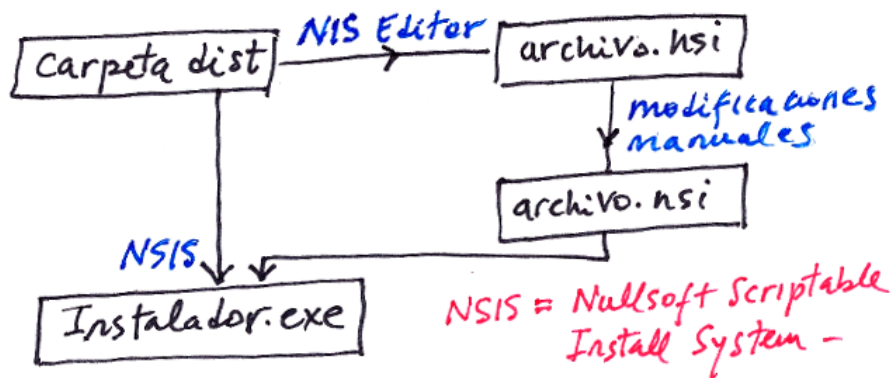 NIS Editor
Carpeta dist
archivo.nsi
modificaciones
manuales
archivo.nsi
NSIS
Instalador.exe
NSIS = Nullsoft Scriptable
Install System -